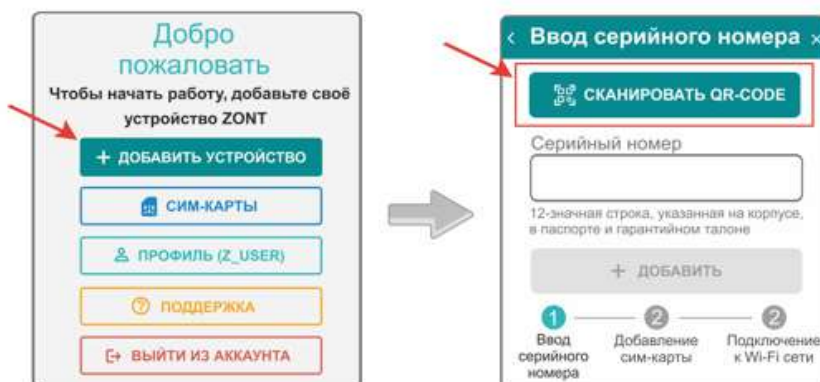 Добро
пожаловать
Чтобы начать работу, добавьте своё
устройство ZONT
+ ДОБАВИТЬ УСТРОЙСТВО
СИМ-КАРТЫ
ПРОФИЛЬ (Z_USER)
ПОДДЕРЖКА
ВЫЙТИ ИЗ АККАУНТА
< Ввод серийного номера ×
СКАНИРОВАТЬ QR-CODE
Серийный номер
12-значная строка, указанная на корпусе,
в паспорте и гарантийном талоне
+ ДОБАВИТЬ
1 2 2
Ввод
серийного
номера
Добавление
сим-карты
Подключение
к Wi-Fi сети